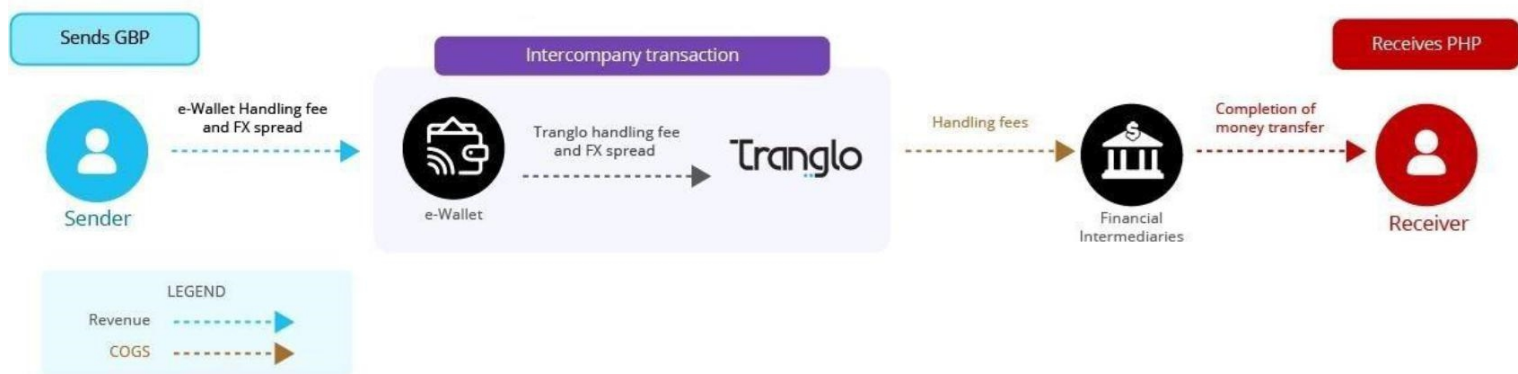 Sends GBP
Intercompany transaction
Receives PHP
e-Wallet Handling fee
and FX spread
Tranglo handling fee
and FX spread
Tranglo
Handling fees
Completion of
money transfer
Sender
e-Wallet
Financial
Intermediaries
Receiver
LEGEND
Revenue
COGS